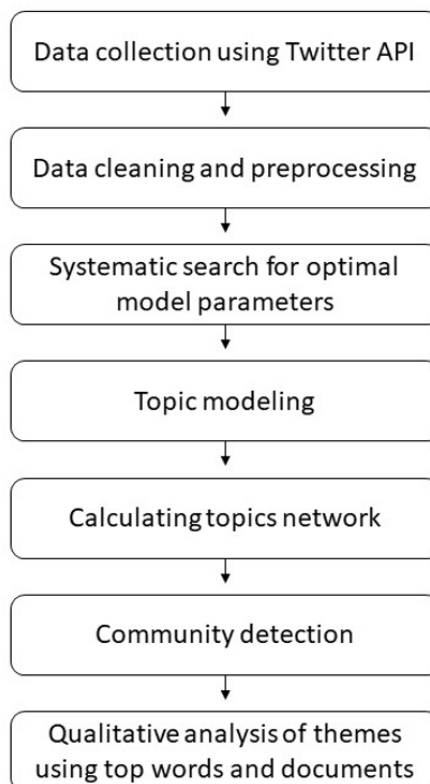 Data collection using Twitter API
Data cleaning and preprocessing
Systematic search for optimal
model parameters
Topic modeling
Calculating topics network
Community detection
Qualitative analysis of themes
using top words and documents